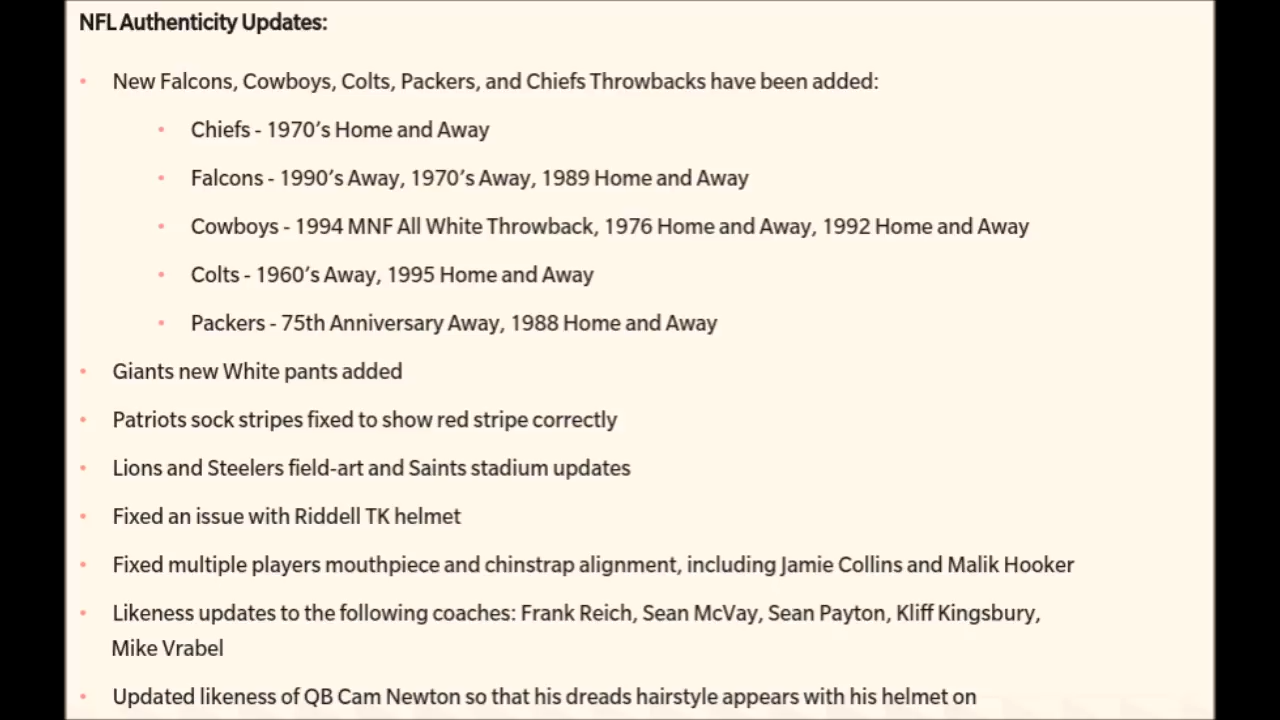 NFL Authenticity Updates:
• New Falcons, Cowboys, Colts, Packers, and Chiefs Throwbacks have been added:
• Chiefs - 1970’s Home and Away
• Falcons - 1990’s Away, 1970’s Away, 1989 Home and Away
• Cowboys - 1994 MNF All White Throwback, 1976 Home and Away, 1992 Home and Away
• Colts - 1960’s Away, 1995 Home and Away
• Packers - 75th Anniversary Away, 1988 Home and Away
• Giants new White pants added
• Patriots sock stripes fixed to show red stripe correctly
• Lions and Steelers field-art and Saints stadium updates
• Fixed an issue with Riddell TK helmet
• Fixed multiple players mouthpiece and chinstrap alignment, including Jamie Collins and Malik Hooker
• Likeness updates to the following coaches: Frank Reich, Sean McVay, Sean Payton, Kliff Kingsbury,
Mike Vrabel
• Updated likeness of QB Cam Newton so that his dreads hairstyle appears with his helmet on